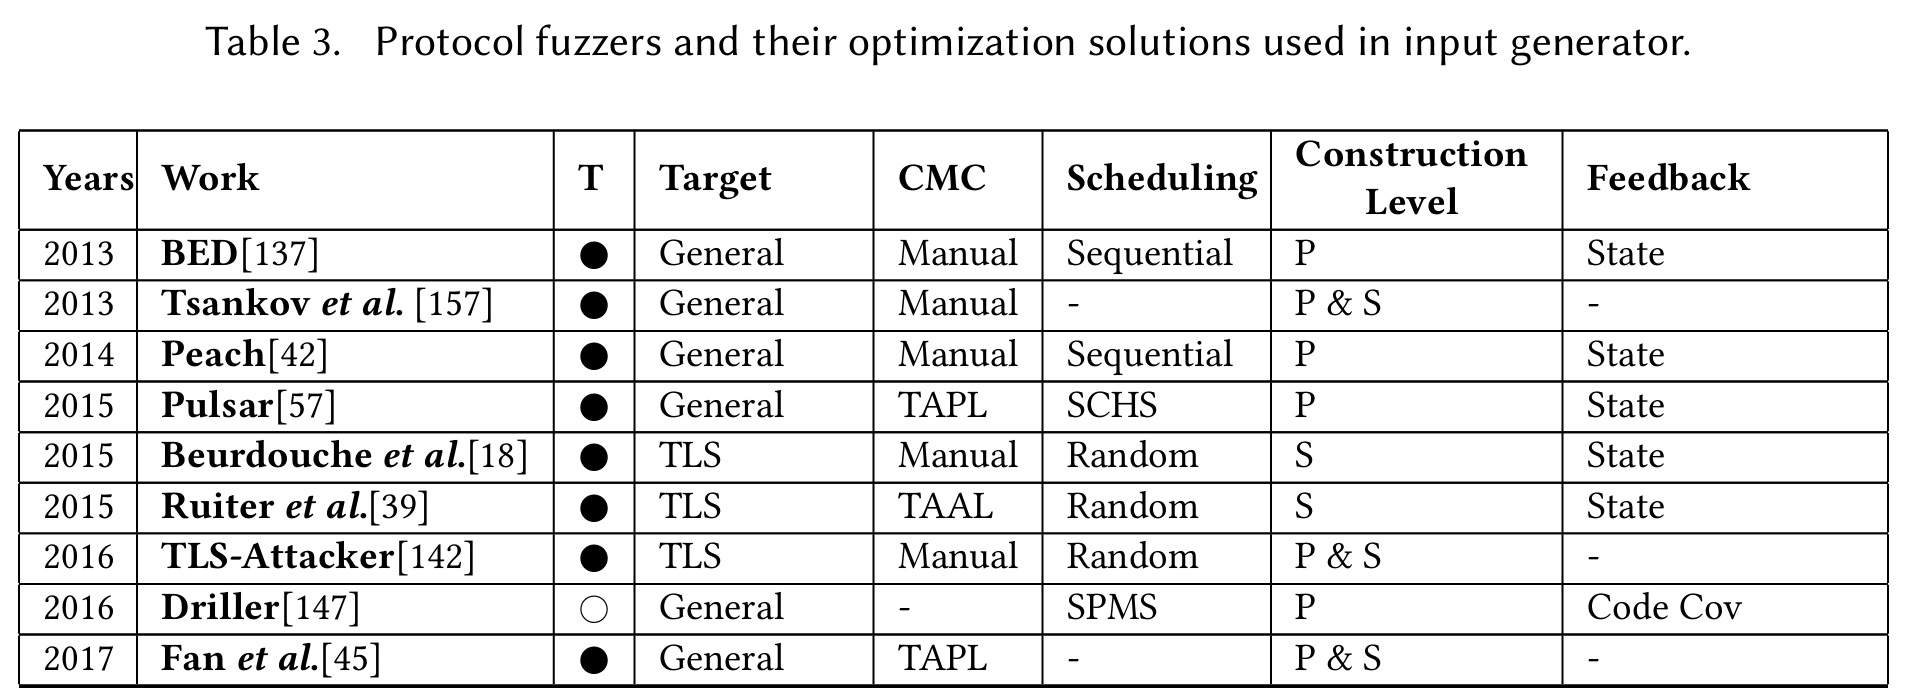 Table 3. Protocol fuzzers and their optimization solutions used in input generator.
Years Work T Target CMC Scheduling Construction Level Feedback
2013 BED[137] ● General Manual Sequential P State
2013 Tsankov et al. [157] ● General Manual - P & S -
2014 Peach[42] ● General Manual Sequential P State
2015 Pulsar[57] ● General TAPL SCHS P State
2015 Beurdouche et al.[18] ● TLS Manual Random S State
2015 Ruiter et al.[39] ● TLS TAAL Random S State
2016 TLS-Attacker[142] ● TLS Manual Random P & S -
2016 Driller[147] ○ General - SPMS P Code Cov
2017 Fan et al.[45] ● General TAPL - P & S -